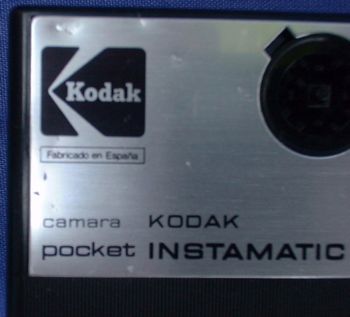 Kodak
Fabricado en España
camara KODAK
pocket INSTAMATIC